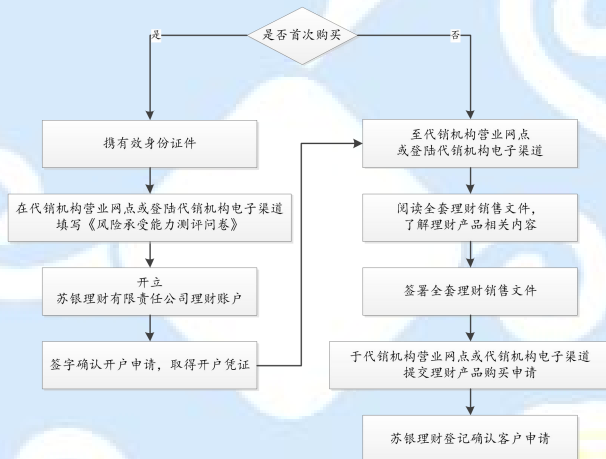 是否首次购买
是
否
携有效身份证件
在代销机构营业网点或登陆代销机构电子渠道
填写《风险承受能力测评问卷》
开立
苏银理财有限责任公司理财账户
签字确认开户申请，取得开户凭证
至代销机构营业网点
或登陆代销机构电子渠道
阅读全套理财销售文件，
了解理财产品相关内容
签署全套理财销售文件
于代销机构营业网点或代销机构电子渠道
提交理财产品购买申请
苏银理财登记确认客户申请